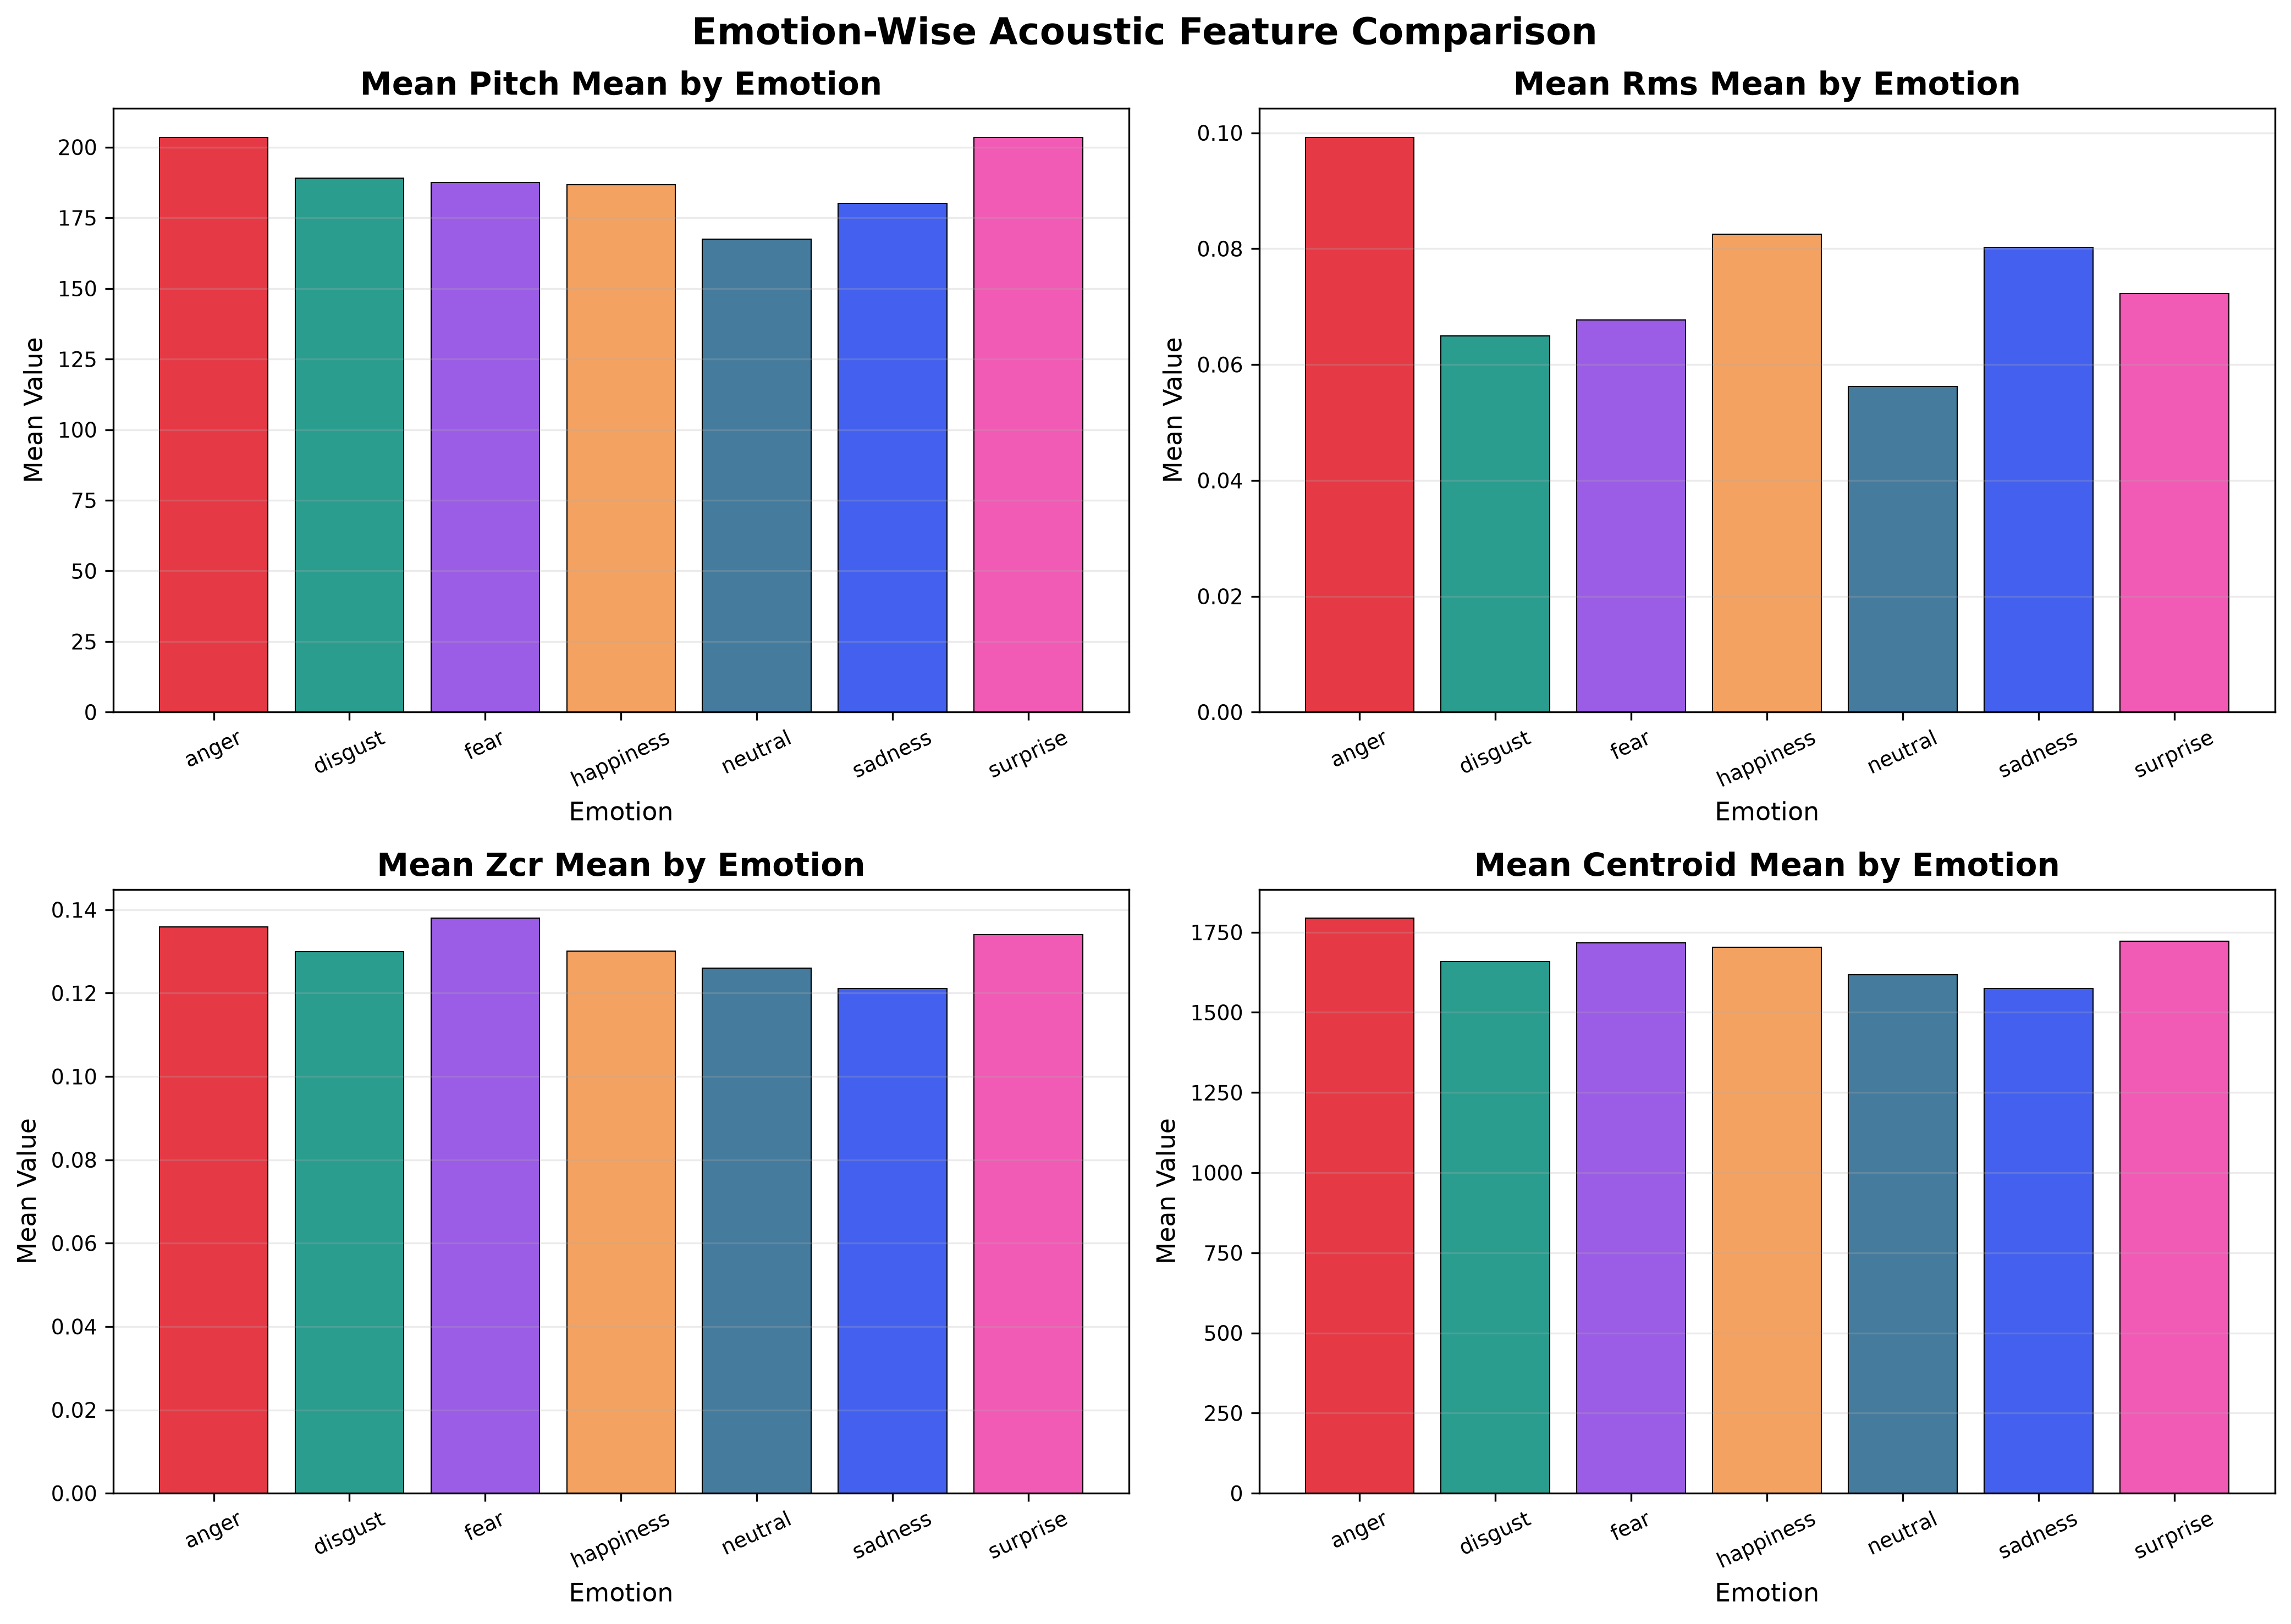 Emotion-Wise Acoustic Feature Comparison
Mean Pitch Mean by Emotion
Mean Value
200
175
150
125
100
75
50
25
0
anger disgust fear happiness neutral sadness surprise
Emotion
Mean Rms Mean by Emotion
Mean Value
0.10
0.08
0.06
0.04
0.02
0.00
anger disgust fear happiness neutral sadness surprise
Emotion
Mean Zcr Mean by Emotion
Mean Value
0.14
0.12
0.10
0.08
0.06
0.04
0.02
0.00
anger disgust fear happiness neutral sadness surprise
Emotion
Mean Centroid Mean by Emotion
Mean Value
1750
1500
1250
1000
750
500
250
0
anger disgust fear happiness neutral sadness surprise
Emotion